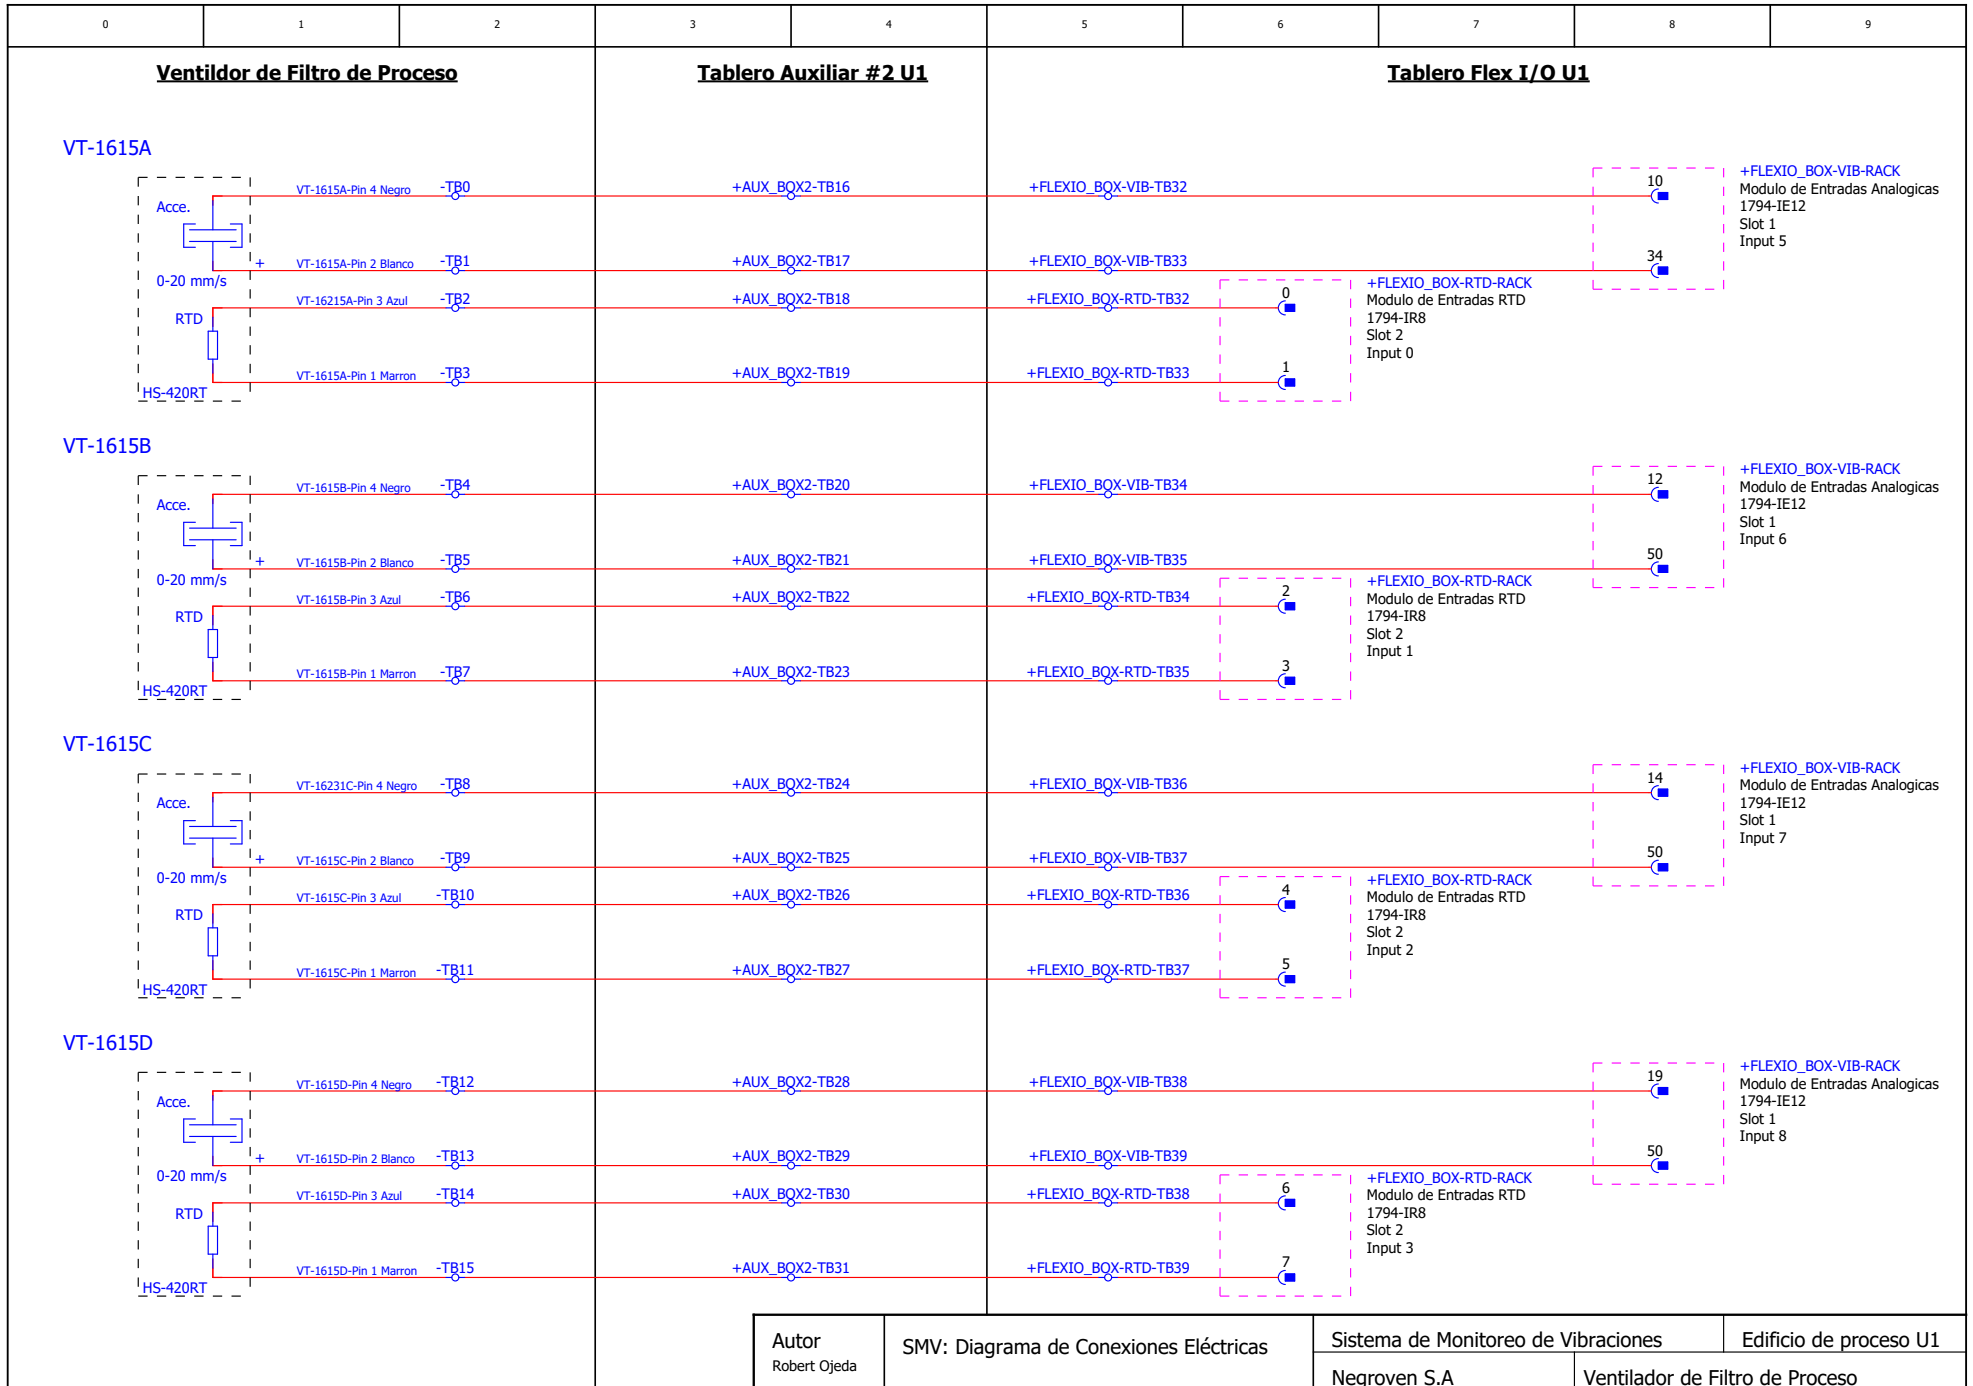 0 1 2 3 4 5 6 7 8 9
Ventildor de Filtro de Proceso
Tablero Auxiliar #2 U1
Tablero Flex I/O U1
VT-1615A
Acce.
0-20 mm/s
RTD
HS-420RT
+
VT-1615A-Pin 4 Negro -TB0 +AUX_BOX2-TB16 +FLEXIO_BOX-VIB-TB32 10
VT-1615A-Pin 2 Blanco -TB1 +AUX_BOX2-TB17 +FLEXIO_BOX-VIB-TB33 34
VT-16215A-Pin 3 Azul -TB2 +AUX_BOX2-TB18 +FLEXIO_BOX-RTD-TB32 0
VT-1615A-Pin 1 Marron -TB3 +AUX_BOX2-TB19 +FLEXIO_BOX-RTD-TB33 1
+FLEXIO_BOX-RTD-RACK
Modulo de Entradas RTD
1794-IR8
Slot 2
Input 0
+FLEXIO_BOX-VIB-RACK
Modulo de Entradas Analogicas
1794-IE12
Slot 1
Input 5
VT-1615B
Acce.
0-20 mm/s
RTD
HS-420RT
+
VT-1615B-Pin 4 Negro -TB4 +AUX_BOX2-TB20 +FLEXIO_BOX-VIB-TB34 12
VT-1615B-Pin 2 Blanco -TB5 +AUX_BOX2-TB21 +FLEXIO_BOX-VIB-TB35 50
VT-1615B-Pin 3 Azul -TB6 +AUX_BOX2-TB22 +FLEXIO_BOX-RTD-TB34 2
VT-1615B-Pin 1 Marron -TB7 +AUX_BOX2-TB23 +FLEXIO_BOX-RTD-TB35 3
+FLEXIO_BOX-RTD-RACK
Modulo de Entradas RTD
1794-IR8
Slot 2
Input 1
+FLEXIO_BOX-VIB-RACK
Modulo de Entradas Analogicas
1794-IE12
Slot 1
Input 6
VT-1615C
Acce.
0-20 mm/s
RTD
HS-420RT
+
VT-16231C-Pin 4 Negro -TB8 +AUX_BOX2-TB24 +FLEXIO_BOX-VIB-TB36 14
VT-1615C-Pin 2 Blanco -TB9 +AUX_BOX2-TB25 +FLEXIO_BOX-VIB-TB37 50
VT-1615C-Pin 3 Azul -TB10 +AUX_BOX2-TB26 +FLEXIO_BOX-RTD-TB36 4
VT-1615C-Pin 1 Marron -TB11 +AUX_BOX2-TB27 +FLEXIO_BOX-RTD-TB37 5
+FLEXIO_BOX-RTD-RACK
Modulo de Entradas RTD
1794-IR8
Slot 2
Input 2
+FLEXIO_BOX-VIB-RACK
Modulo de Entradas Analogicas
1794-IE12
Slot 1
Input 7
VT-1615D
Acce.
0-20 mm/s
RTD
HS-420RT
+
VT-1615D-Pin 4 Negro -TB12 +AUX_BOX2-TB28 +FLEXIO_BOX-VIB-TB38 19
VT-1615D-Pin 2 Blanco -TB13 +AUX_BOX2-TB29 +FLEXIO_BOX-VIB-TB39 50
VT-1615D-Pin 3 Azul -TB14 +AUX_BOX2-TB30 +FLEXIO_BOX-RTD-TB38 6
VT-1615D-Pin 1 Marron -TB15 +AUX_BOX2-TB31 +FLEXIO_BOX-RTD-TB39 7
+FLEXIO_BOX-RTD-RACK
Modulo de Entradas RTD
1794-IR8
Slot 2
Input 3
+FLEXIO_BOX-VIB-RACK
Modulo de Entradas Analogicas
1794-IE12
Slot 1
Input 8
Autor
Robert Ojeda
SMV: Diagrama de Conexiones Eléctricas
Sistema de Monitoreo de Vibraciones
Edificio de proceso U1
Negroven S.A
Ventilador de Filtro de Proceso